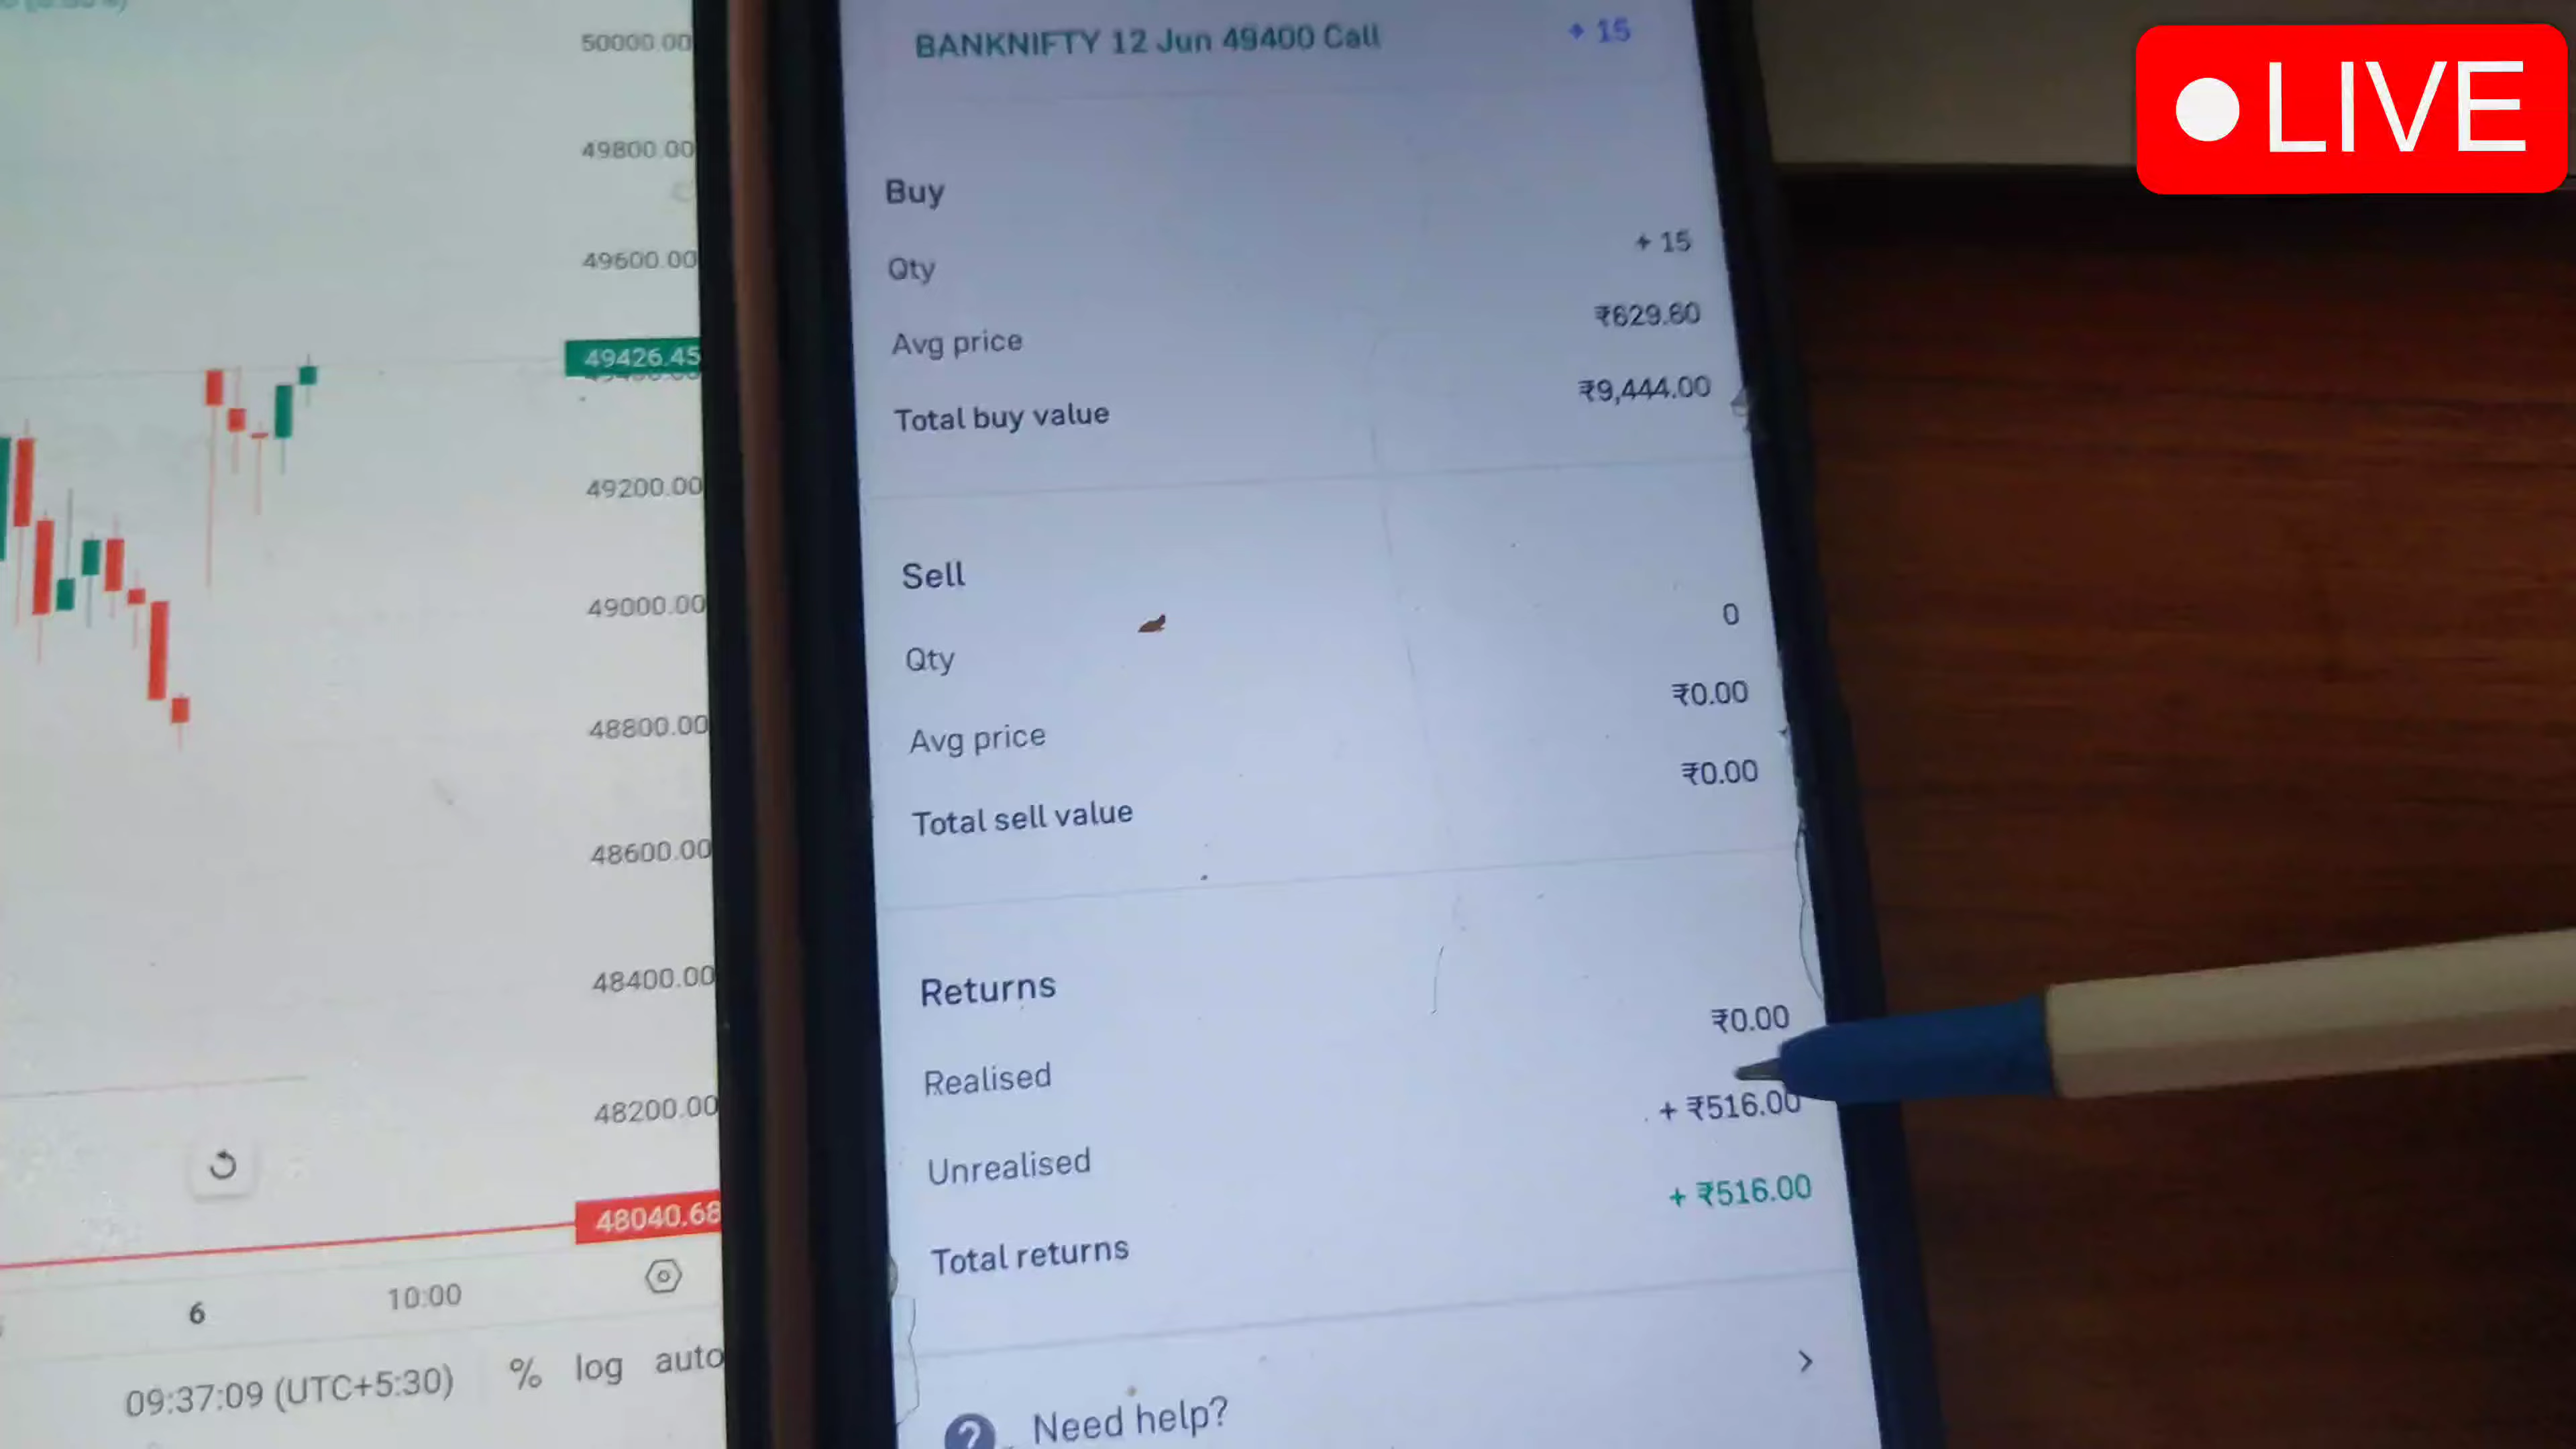 50000.00
49800.00
49600.00
49426.45
49200.00
49000.00
48800.00
48600.00
48400.00
48200.00
48040.68
6
10:00
09:37:09 (UTC+5:30)
%
log
auto
BANKNIFTY 12 Jun 49400 Call
+ 15
Buy
Qty
+ 15
Avg price
₹629.60
Total buy value
₹9,444.00
Sell
Qty
0
Avg price
₹0.00
Total sell value
₹0.00
Returns
Realised
₹0.00
Unrealised
+ ₹516.00
Total returns
+ ₹516.00
?
Need help?
LIVE